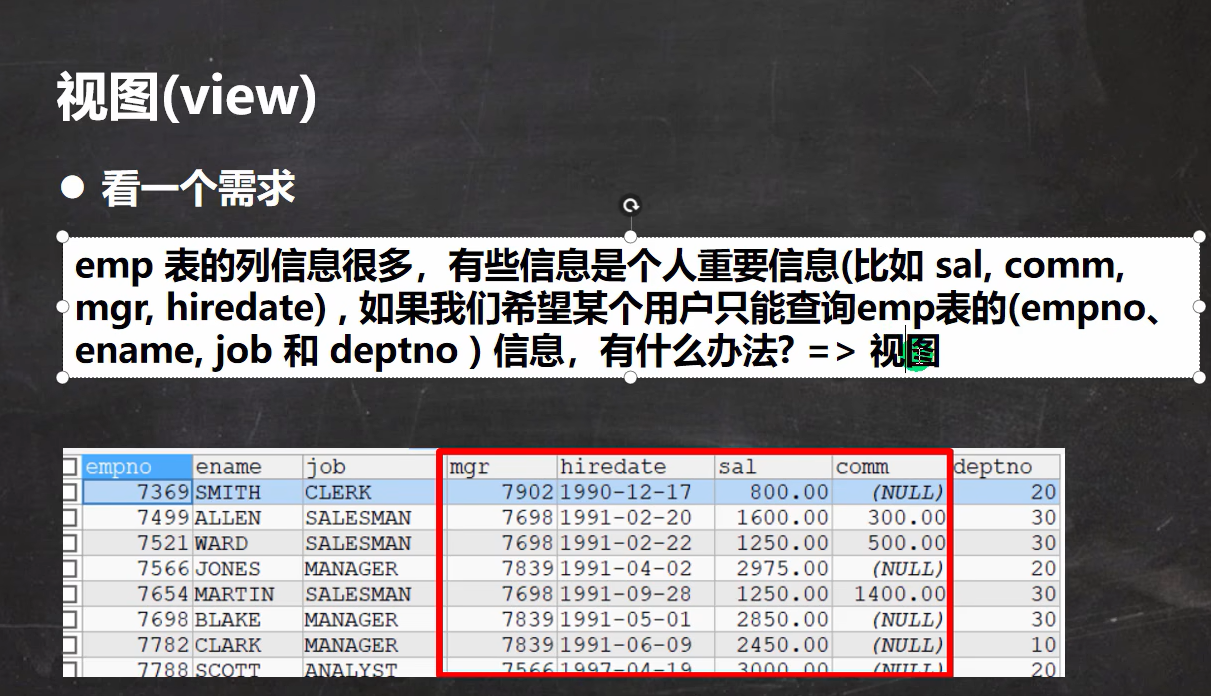 视图(view)
● 看一个需求
emp 表的列信息很多，有些信息是个人重要信息(比如 sal, comm,
mgr, hiredate) , 如果我们希望某个用户只能查询emp表的(empno、
ename, job 和 deptno ) 信息，有什么办法? => 视图
empno ename job mgr hiredate sal comm deptno
7369 SMITH CLERK 7902 1990-12-17 800.00 (NULL) 20
7499 ALLEN SALESMAN 7698 1991-02-20 1600.00 300.00 30
7521 WARD SALESMAN 7698 1991-02-22 1250.00 500.00 30
7566 JONES MANAGER 7839 1991-04-02 2975.00 (NULL) 20
7654 MARTIN SALESMAN 7698 1991-09-28 1250.00 1400.00 30
7698 BLAKE MANAGER 7839 1991-05-01 2850.00 (NULL) 30
7782 CLARK MANAGER 7839 1991-06-09 2450.00 (NULL) 10
7788 SCOTT ANALYST 7566 1997-04-19 3000.00 (NULL) 20